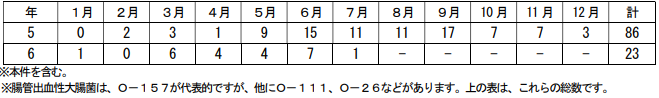 年 １月 ２月 ３月 ４月 ５月 ６月 ７月 ８月 ９月 10月 11月 12月 計
5 0 2 3 1 9 15 11 11 17 7 7 3 86
6 1 0 6 4 4 7 1 － － － － － 23
※本件を含む。
※腸管出血性大腸菌は、Ｏ－１５７が代表的ですが、他にＯ－１１１、Ｏ－２６などがあります。上の表は、これらの総数です。